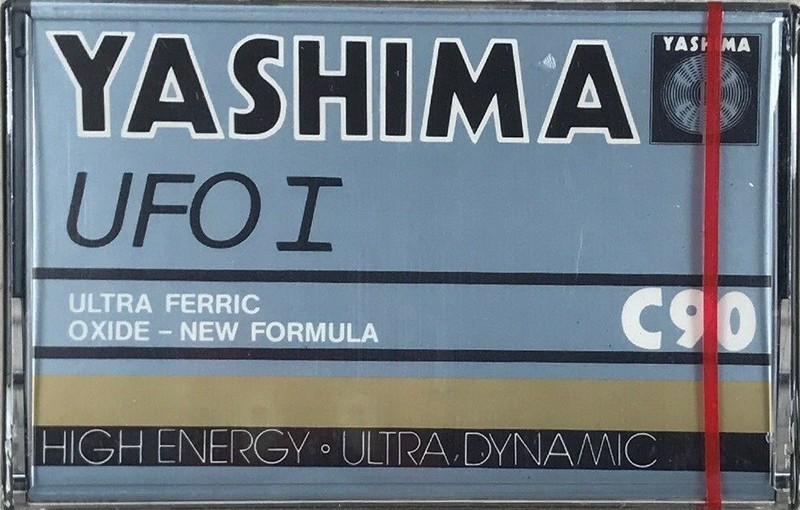 YASHIMA
YASHIMA
UFO I
ULTRA FERRIC
OXIDE – NEW FORMULA
C90
HIGH ENERGY • ULTRA DYNAMIC